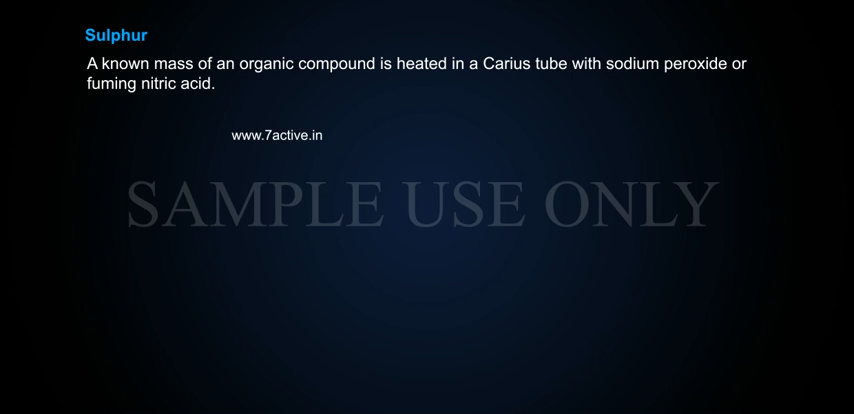 Sulphur
A known mass of an organic compound is heated in a Carius tube with sodium peroxide or
fuming nitric acid.
www.7active.in
SAMPLE USE ONLY